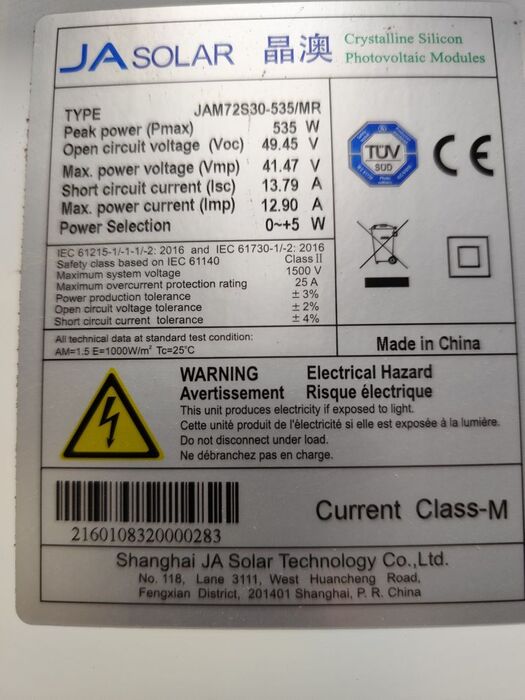 JA SOLAR 晶澳 Crystalline Silicon
Photovoltaic Modules
TYPE JAM72S30-535/MR
Peak power (Pmax) 535 W
Open circuit voltage (Voc) 49.45 V
Max. power voltage (Vmp) 41.47 V
Short circuit current (Isc) 13.79 A
Max. power current (Imp) 12.90 A
Power Selection 0~+5 W
TÜV
SÜD
CE
IEC 61215-1/-1-1/-2: 2016 and IEC 61730-1/-2: 2016
Safety class based on IEC 61140 Class II
Maximum system voltage 1500 V
Maximum overcurrent protection rating 25 A
Power production tolerance ± 3%
Open circuit voltage tolerance ± 2%
Short circuit current tolerance ± 4%
All technical data at standard test condition:
AM=1.5 E=1000W/m² Tc=25°C
Made in China
WARNING Electrical Hazard
Avertissement Risque électrique
This unit produces electricity if exposed to light.
Cette unité produit de l'électricité si elle est exposée à la lumière.
Do not disconnect under load.
Ne débranchez pas en charge.
2160108320000283
Current Class-M
Shanghai JA Solar Technology Co.,Ltd.
No. 118, Lane 3111, West Huancheng Road,
Fengxian District, 201401 Shanghai, P. R. China